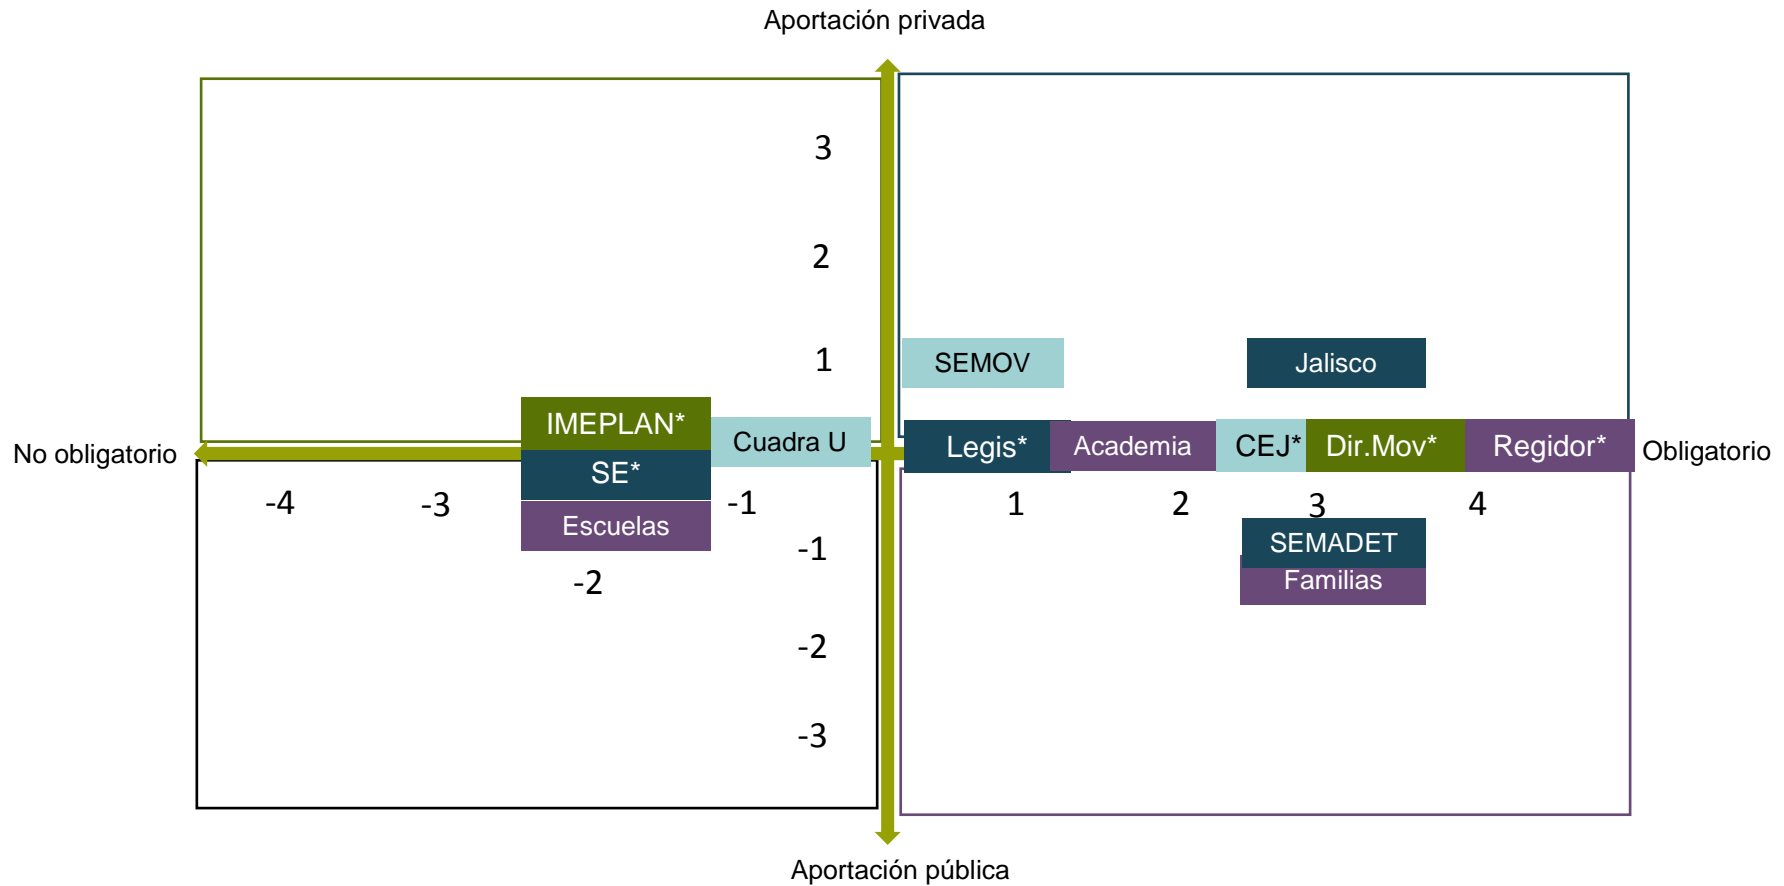 Aportación privada
3
2
1
SEMOV
Jalisco
IMEPLAN*
Cuadra U
Legis*
Academia
CEJ*
Dir.Mov*
Regidor*
No obligatorio
Obligatorio
SE*
-4
-3
-1
1
2
3
4
Escuelas
-1
SEMADET
-2
Familias
-2
-3
Aportación pública